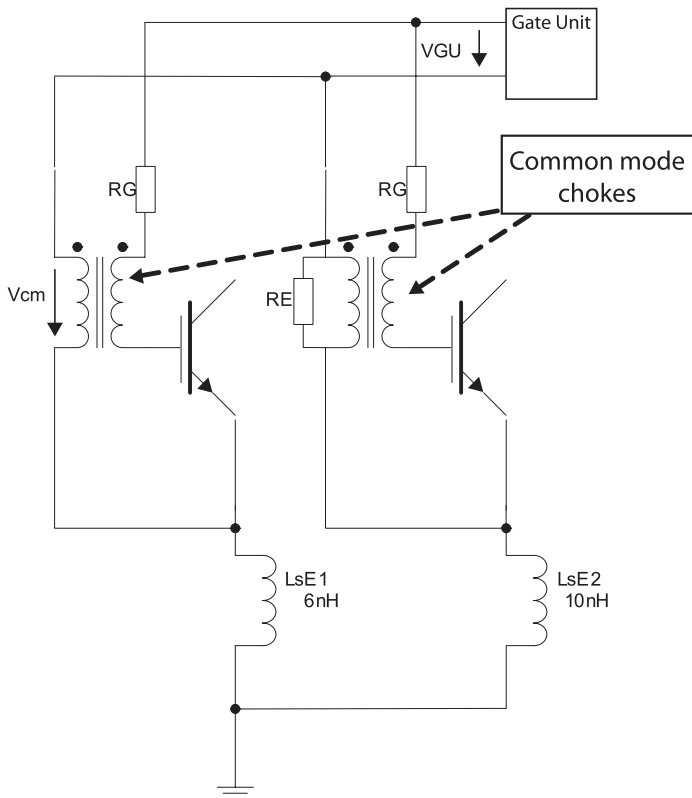 Gate Unit
VGU
Common mode
chokes
RG
RG
Vcm
RE
LsE1
6nH
LsE2
10nH